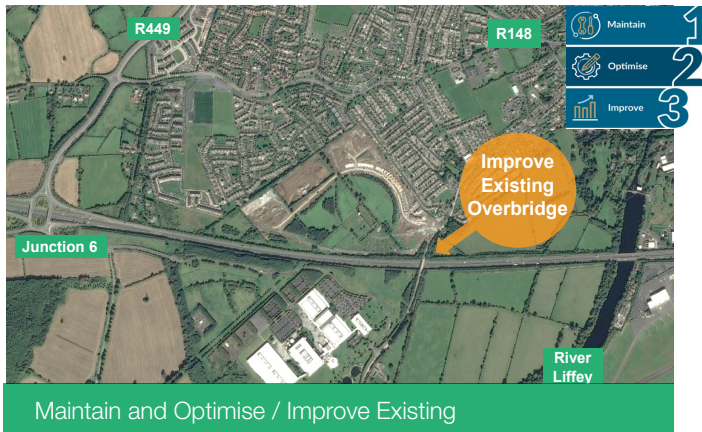 R449
R148
Maintain 1
Optimise 2
Improve 3
Improve
Existing
Overbridge
Junction 6
River
Liffey
Maintain and Optimise / Improve Existing